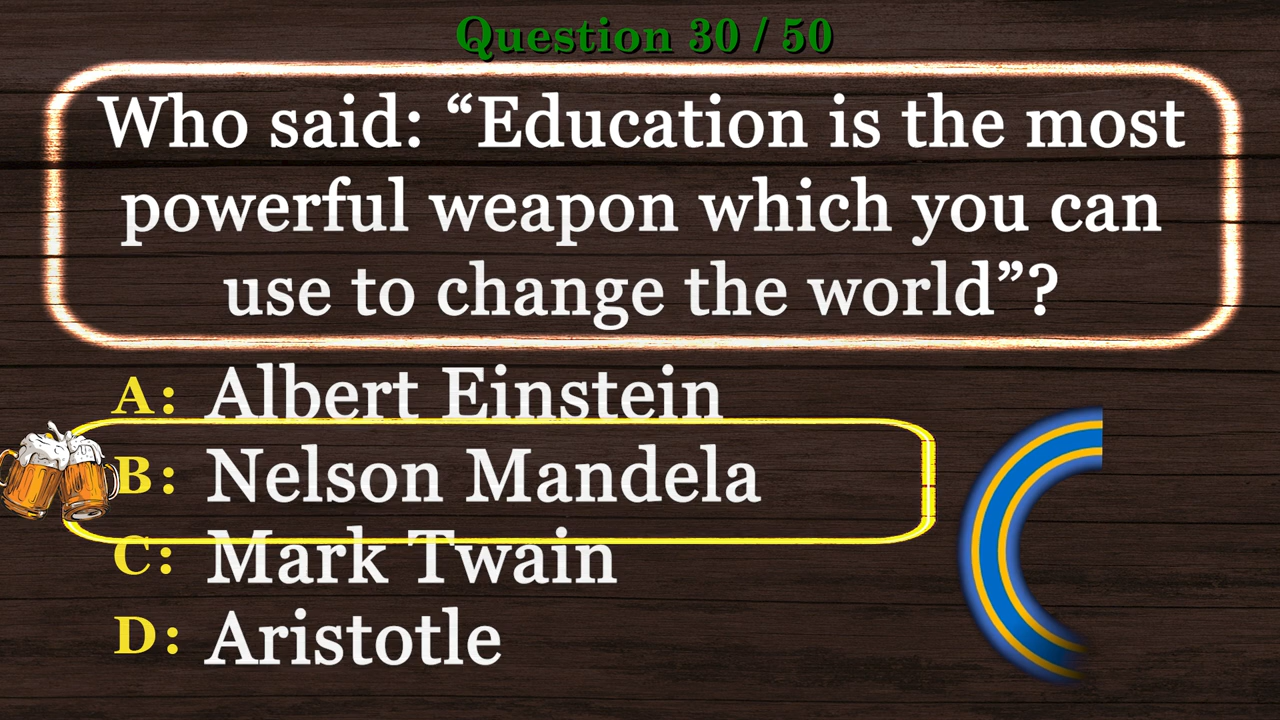 Question 30 / 50
Who said: “Education is the most
powerful weapon which you can
use to change the world”?
A: Albert Einstein
B: Nelson Mandela
C: Mark Twain
D: Aristotle